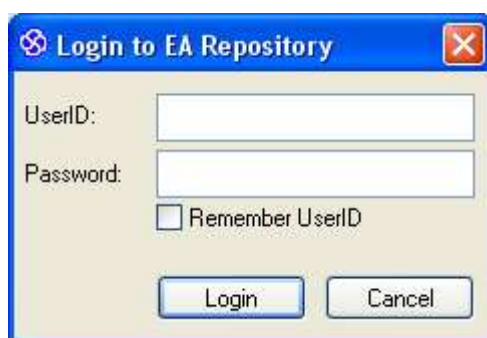 Login to EA Repository
UserID:
Password:
Remember UserID
Login Cancel